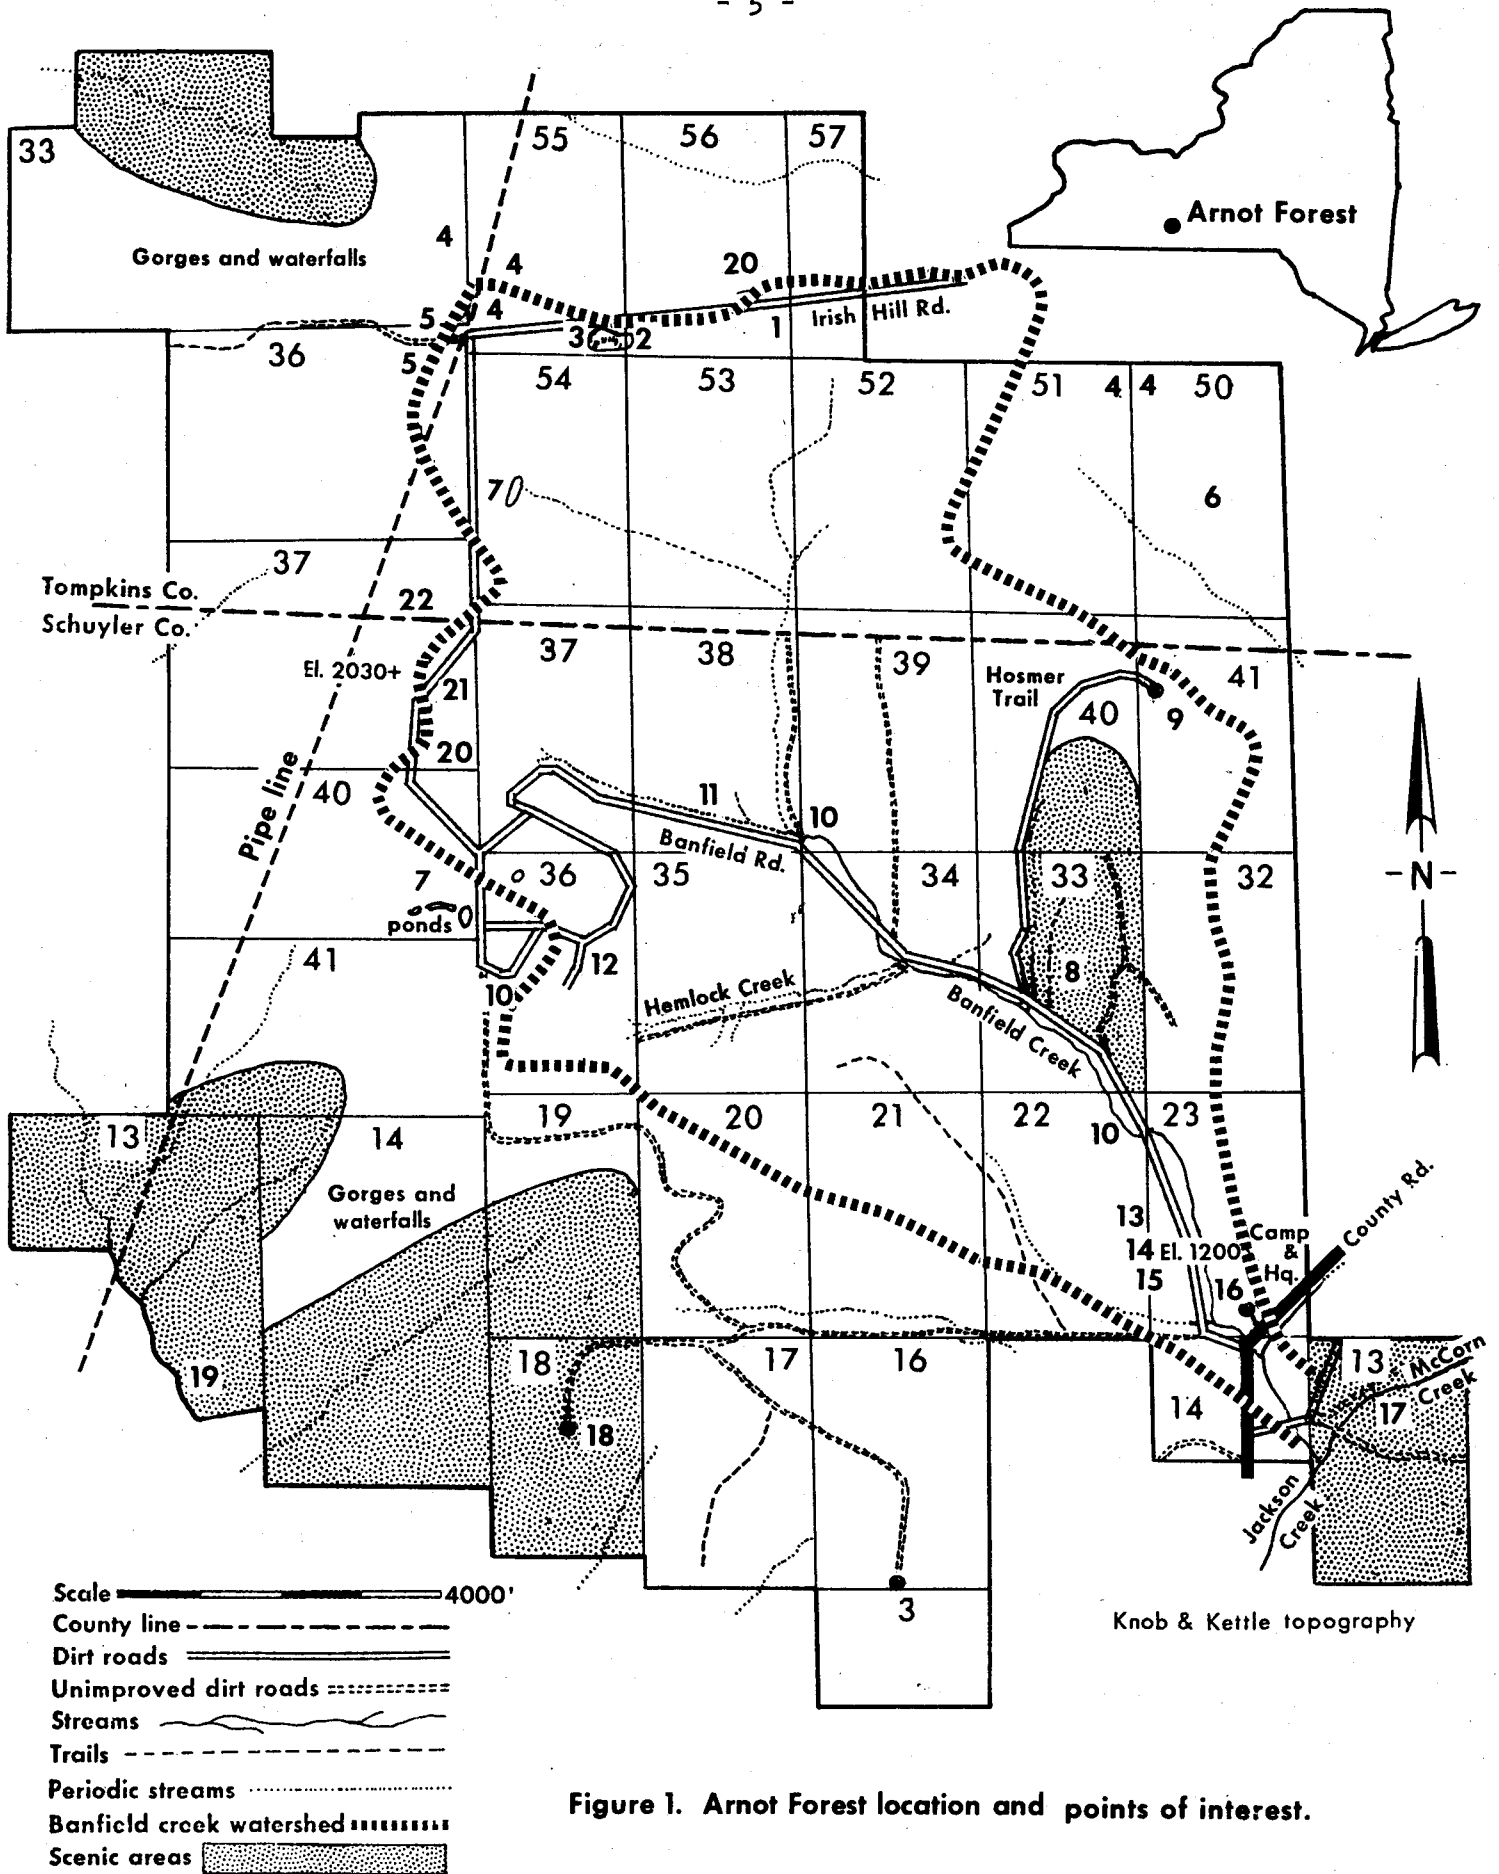 - 5 -
33
55
56
57
Arnot Forest
4
Gorges and waterfalls
4
20
4
5
3
2
1
Irish Hill Rd.
36
5
54
53
52
51
4
4
50
7
6
37
Tompkins Co.
22
Schuyler Co.
37
38
39
41
El. 2030+
21
Hosmer
Trail
40
9
20
Pipe line
40
11
10
Banfield Rd.
7
36
35
34
33
32
-N-
ponds
41
12
8
10
Hemlock Creek
Banfield Creek
13
14
19
20
21
22
10
23
Gorges and
waterfalls
County Rd.
13
14
El. 1200
15
Camp
&
Hq.
16
19
18
17
16
13
McCorn
Creek
14
17
18
Jackson
Creek
Scale
4000'
3
County line
Knob & Kettle topography
Dirt roads
Unimproved dirt roads
Streams
Trails
Periodic streams
Banfield creek watershed
Scenic areas
Figure 1. Arnot Forest location and points of interest.